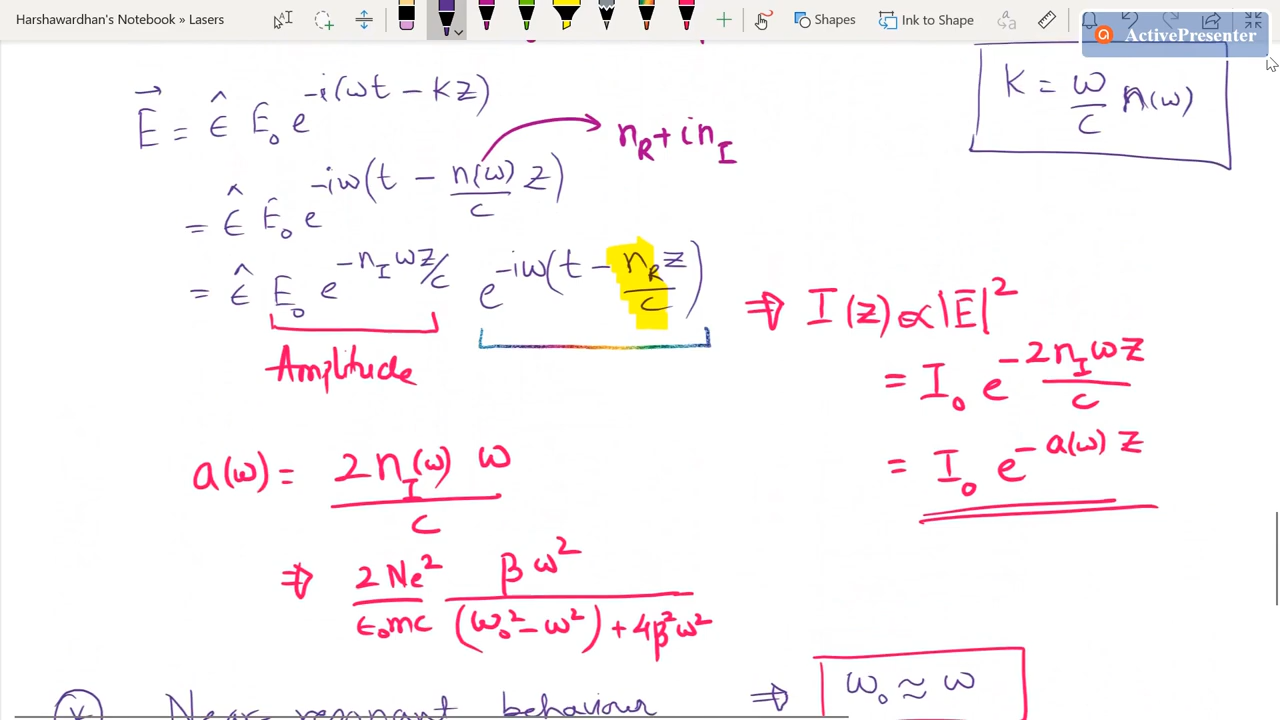 Harshawardhan's Notebook » Lasers
Shapes
Ink to Shape
ActivePresenter
E⃗ = ε̂ E₀ e^{-i(ωt - Kz)}
K = ω/c n(ω)
n_R + i n_I
= ε̂ E₀ e^{-iω(t - n(ω)/c z)}
= ε̂ E₀ e^{-n_I ωz/c} e^{-iω(t - n_R z/c)}
Amplitude
⇒ I(z) ∝ |E̅|²
= I₀ e^{-2n_I ωz/c}
= I₀ e^{-a(ω)z}
a(ω) = 2n_I(ω) ω / c
⇒ 2Ne²/ε₀mc βω²/((ω₀² - ω²) + 4β²ω²)
Near-resonant behaviour ⇒ ω₀ ≈ ω